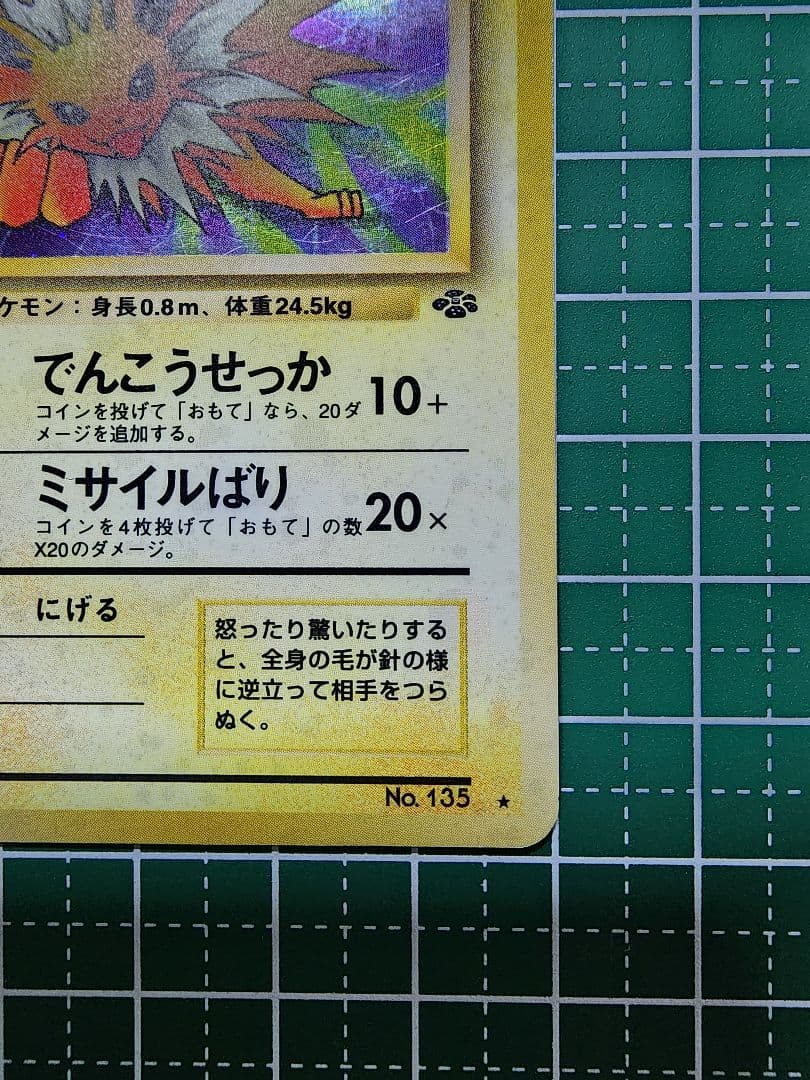 ケモン：身長0.8m、体重24.5kg
でんこうせっか 10+
コインを投げて「おもて」なら、20ダ
メージを追加する。
ミサイルばり 20×
コインを4枚投げて「おもて」の数
X20のダメージ。
にげる
怒ったり驚いたりする
と、全身の毛が針の様
に逆立って相手をつら
ぬく。
No. 135 ★